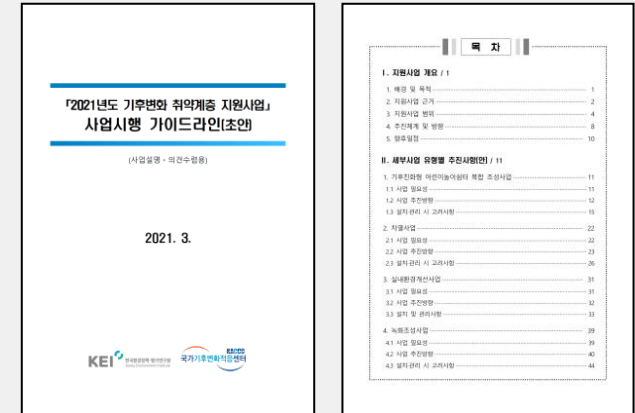 「2021년도 기후변화 취약계층 지원사업」
사업시행 가이드라인(초안)
(사업설명·의견수렴용)
2021. 3.
KEI 한국환경정책·평가연구원
국가기후변화적응센터
목 차
Ⅰ. 지원사업 개요 / 1
1. 배경 및 목적 1
2. 지원사업 근거 2
3. 지원사업 범위 4
4. 추진체계 및 방향 8
5. 향후일정 10
Ⅱ. 세부사업 유형별 추진사항(안) / 11
1. 기후친화형 어린이놀이쉼터 복합 조성사업 11
1.1 사업 필요성 11
1.2 사업 추진방향 12
1.3 설치·관리 시 고려사항 15
2. 차열사업 22
2.1 사업 필요성 22
2.2 사업 추진방향 23
2.3 설치·관리 시 고려사항 26
3. 실내환경개선사업 31
3.1 사업 필요성 31
3.2 사업 추진방향 32
3.3 설치 및 관리사항 33
4. 녹화조성사업 39
4.1 사업 필요성 39
4.2 사업 추진방향 40
4.3 설치·관리 시 고려사항 44